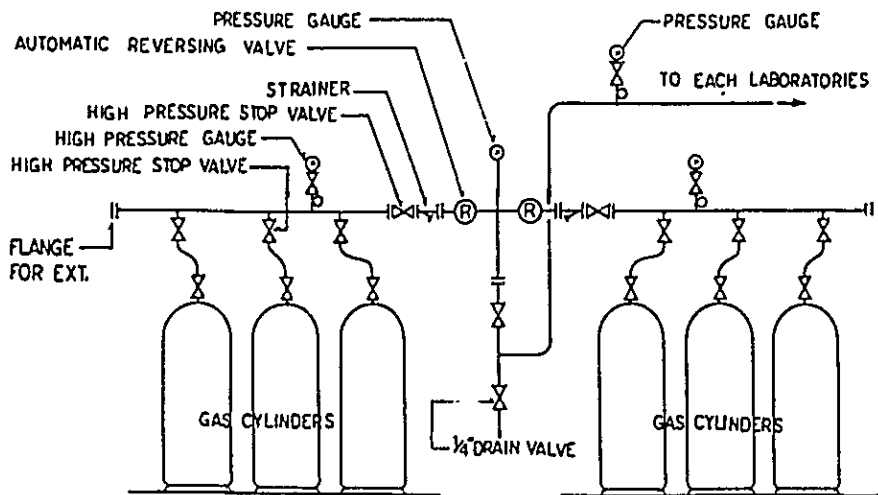 PRESSURE GAUGE
PRESSURE GAUGE
AUTOMATIC REVERSING VALVE
TO EACH LABORATORIES
STRAINER
HIGH PRESSURE STOP VALVE
HIGH PRESSURE GAUGE
HIGH PRESSURE STOP VALVE
R
R
FLANGE
FOR EXT.
GAS CYLINDERS
GAS CYLINDERS
1/4" DRAIN VALVE